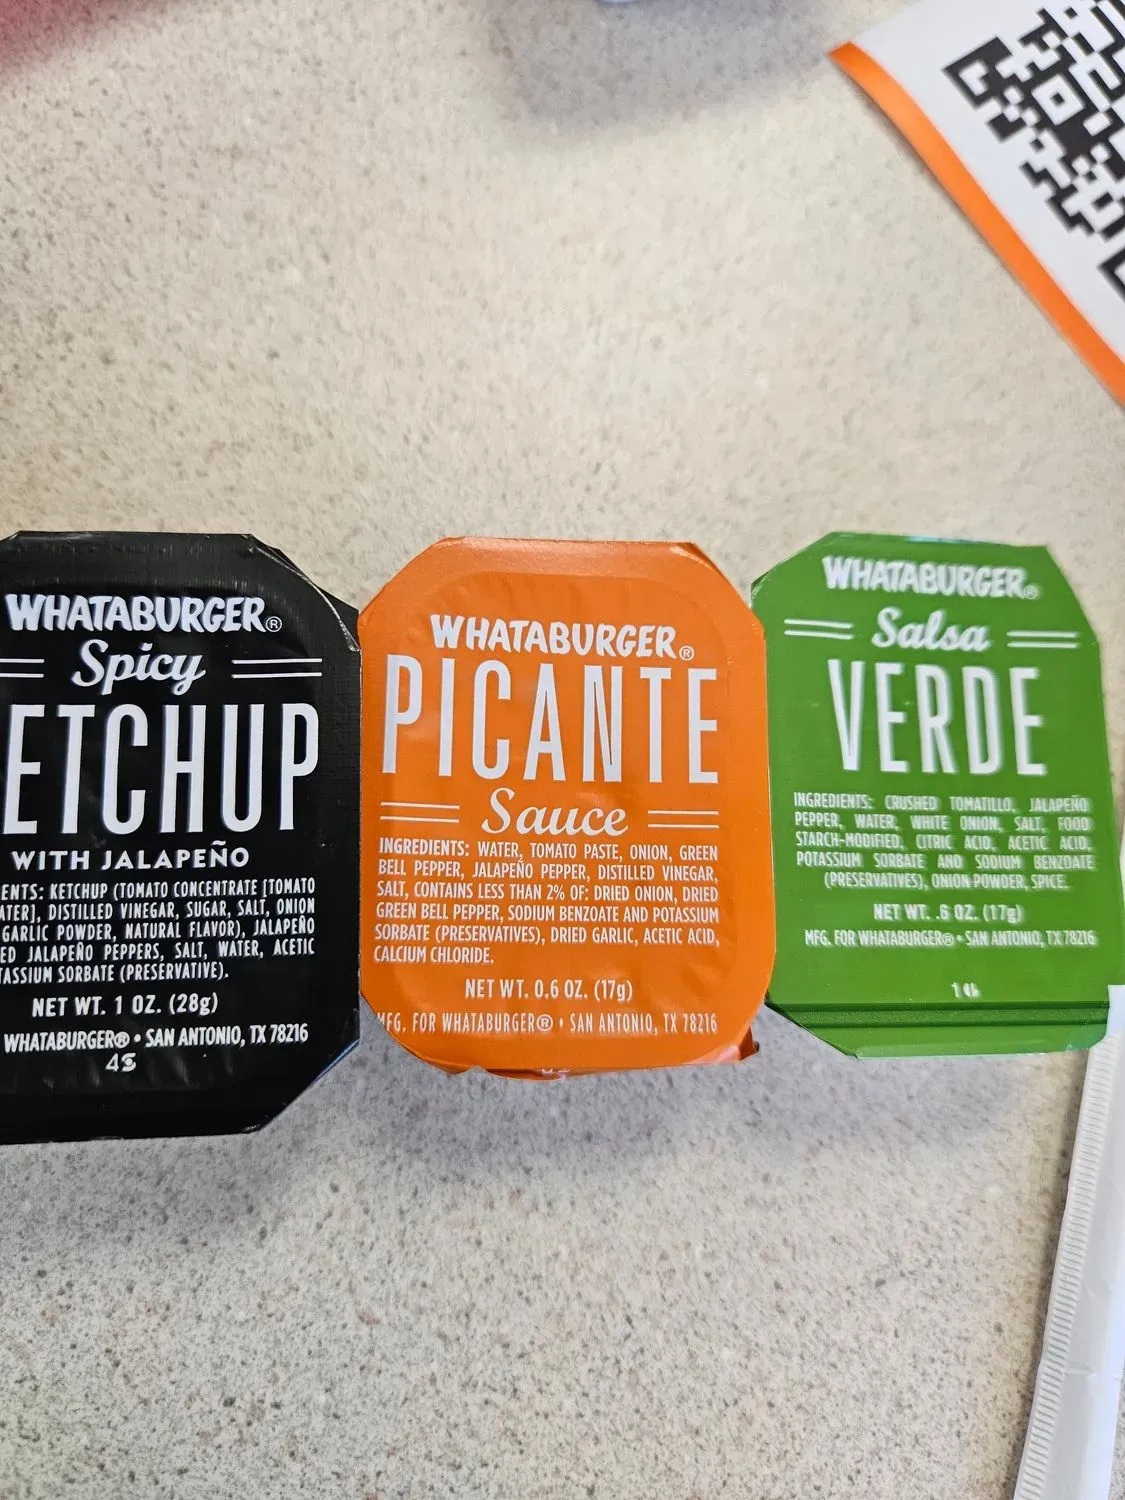 WHATABURGER®
Spicy
ETCHUP
WITH JALAPEÑO
ENTS: KETCHUP (TOMATO CONCENTRATE [TOMATO
ATER], DISTILLED VINEGAR, SUGAR, SALT, ONION
GARLIC POWDER, NATURAL FLAVOR), JALAPEÑO
ED JALAPEÑO PEPPERS, SALT, WATER, ACETIC
TASSIUM SORBATE (PRESERVATIVE).
NET WT. 1 OZ. (28g)
WHATABURGER® • SAN ANTONIO, TX 78216
WHATABURGER®
PICANTE
Sauce
INGREDIENTS: WATER, TOMATO PASTE, ONION, GREEN
BELL PEPPER, JALAPEÑO PEPPER, DISTILLED VINEGAR,
SALT, CONTAINS LESS THAN 2% OF: DRIED ONION, DRIED
GREEN BELL PEPPER, SODIUM BENZOATE AND POTASSIUM
SORBATE (PRESERVATIVES), DRIED GARLIC, ACETIC ACID,
CALCIUM CHLORIDE.
NET WT. 0.6 OZ. (17g)
MFG. FOR WHATABURGER® • SAN ANTONIO, TX 78216
WHATABURGER®
Salsa
VERDE
INGREDIENTS: CRUSHED TOMATILLO, JALAPEÑO
PEPPER, WATER, WHITE ONION, SALT, FOOD
STARCH-MODIFIED, CITRIC ACID, ACETIC ACID,
POTASSIUM SORBATE AND SODIUM BENZOATE
(PRESERVATIVES), ONION POWDER, SPICE.
NET WT. .6 OZ. (17g)
MFG. FOR WHATABURGER® • SAN ANTONIO, TX 78216